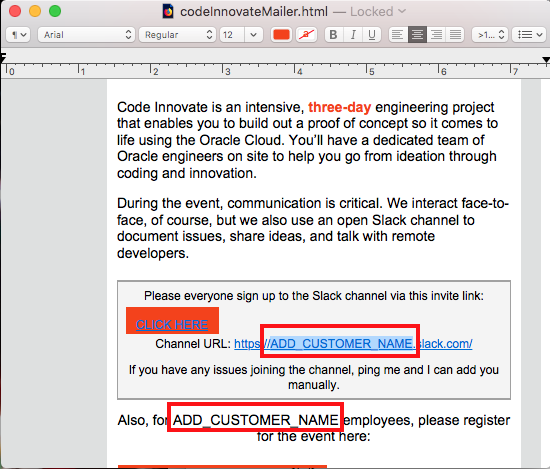 codeInnovateMailer.html — Locked
¶ Arial Regular 12 a B I U >1...
0 1 2 3 4 5 6 7
Code Innovate is an intensive, three-day engineering project
that enables you to build out a proof of concept so it comes to
life using the Oracle Cloud. You’ll have a dedicated team of
Oracle engineers on site to help you go from ideation through
coding and innovation.
During the event, communication is critical. We interact face-to-
face, of course, but we also use an open Slack channel to
document issues, share ideas, and talk with remote
developers.
Please everyone sign up to the Slack channel via this invite link:
CLICK HERE
Channel URL: https://ADD_CUSTOMER_NAME.slack.com/
If you have any issues joining the channel, ping me and I can add you
manually.
Also, for ADD_CUSTOMER_NAME employees, please register
for the event here: